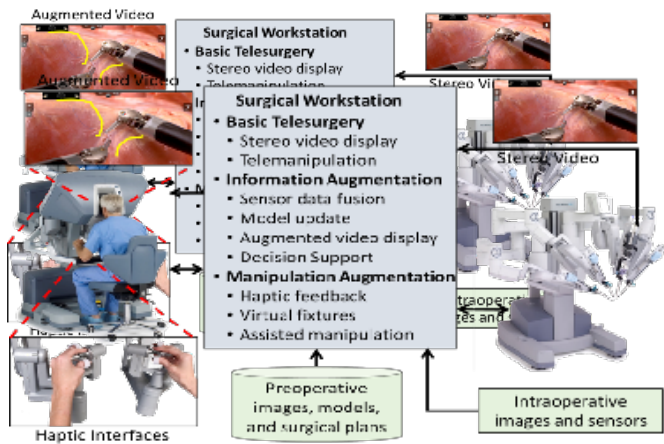 Augmented Video
Surgical Workstation
• Basic Telesurgery
• Stereo video display
Telemanipulation
Stereo
Augmented Video
Surgical Workstation
• Basic Telesurgery
• Stereo video display
• Telemanipulation
• Information Augmentation
• Sensor data fusion
• Model update
• Augmented video display
• Decision Support
• Manipulation Augmentation
• Haptic feedback
• Virtual fixtures
• Assisted manipulation
Stereo Video
Preoperative
images, models,
and surgical plans
Intraoperative
images and sensors
Haptic Interfaces